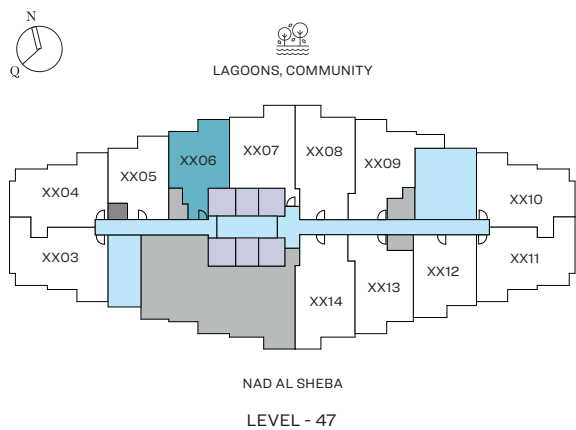 N
Q
LAGOONS, COMMUNITY
XX07
XX08
XX06
XX09
XX05
XX04
XX10
XX03
XX11
XX12
XX13
XX14
NAD AL SHEBA
LEVEL - 47